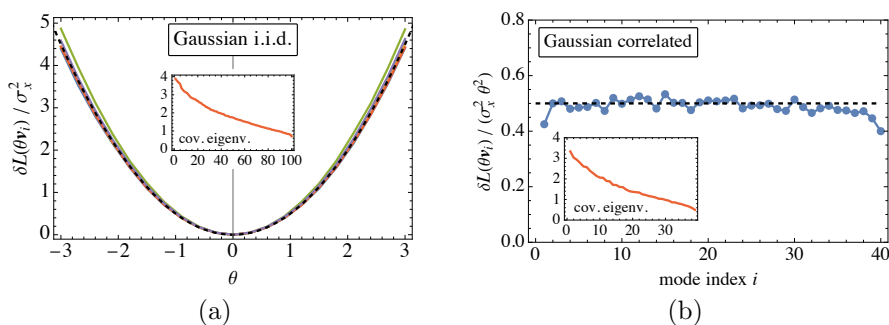 Gaussian i.i.d.
δL(θv_i) / σ_x^2
5
4
3
2
1
0
4
3
2
1
0
cov. eigenv.
0 20 40 60 80 100
−3 −2 −1 0 1 2 3
θ
(a)
Gaussian correlated
δL(θv_i) / (σ_x^2 θ^2)
0.8
0.6
0.4
0.2
0.0
4
3
2
1
0
cov. eigenv.
0 10 20 30
0 10 20 30 40
mode index i
(b)